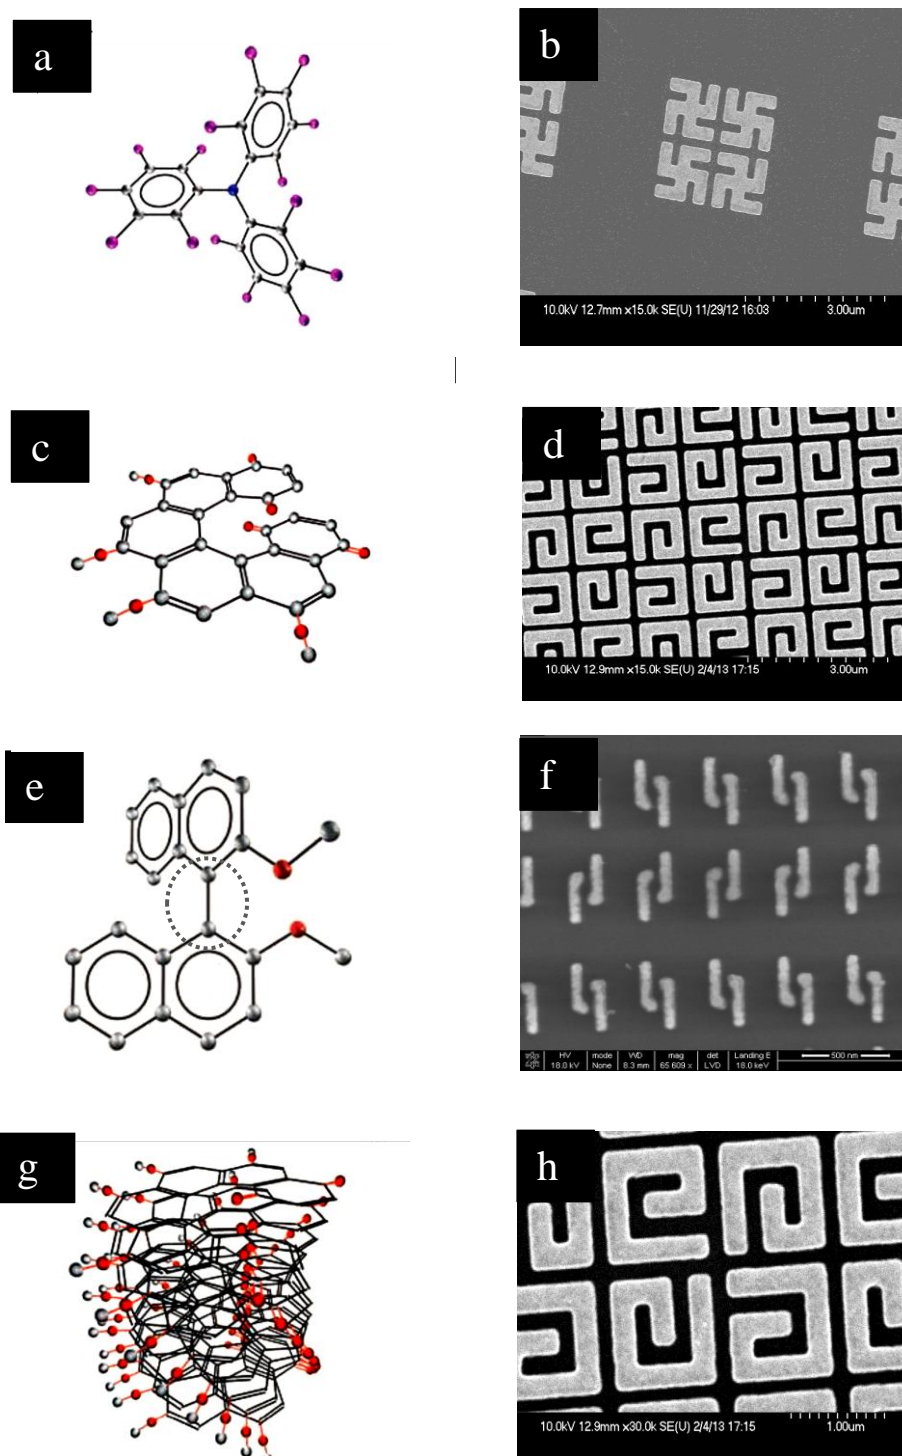 a
b
10.0kV 12.7mm x15.0k SE(U) 11/29/12 16:03 3.00um
c
d
10.0kV 12.9mm x15.0k SE(U) 2/4/13 17:15 3.00um
e
f
HV mode WD mag det Landing E
18.0 kV None 8.3 mm 65 609 x LVD 18.0 keV 500 nm
g
h
10.0kV 12.9mm x30.0k SE(U) 2/4/13 17:15 1.00um